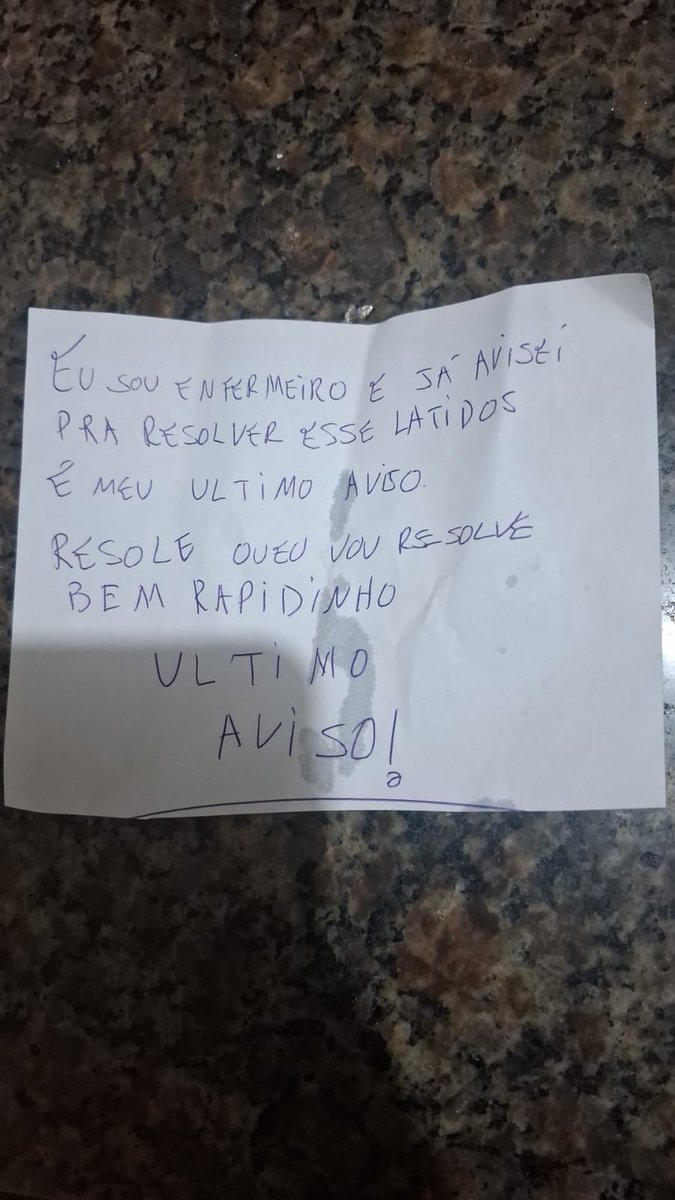 EU SOU ENFERMEIRO E JÁ AVISEI
PRA RESOLVER ESSE LATIDOS
É MEU ULTIMO AVISO.
RESOLE OUEU VOU RESOLVE
BEM RAPIDINHO
ULTIMO
AVISO!